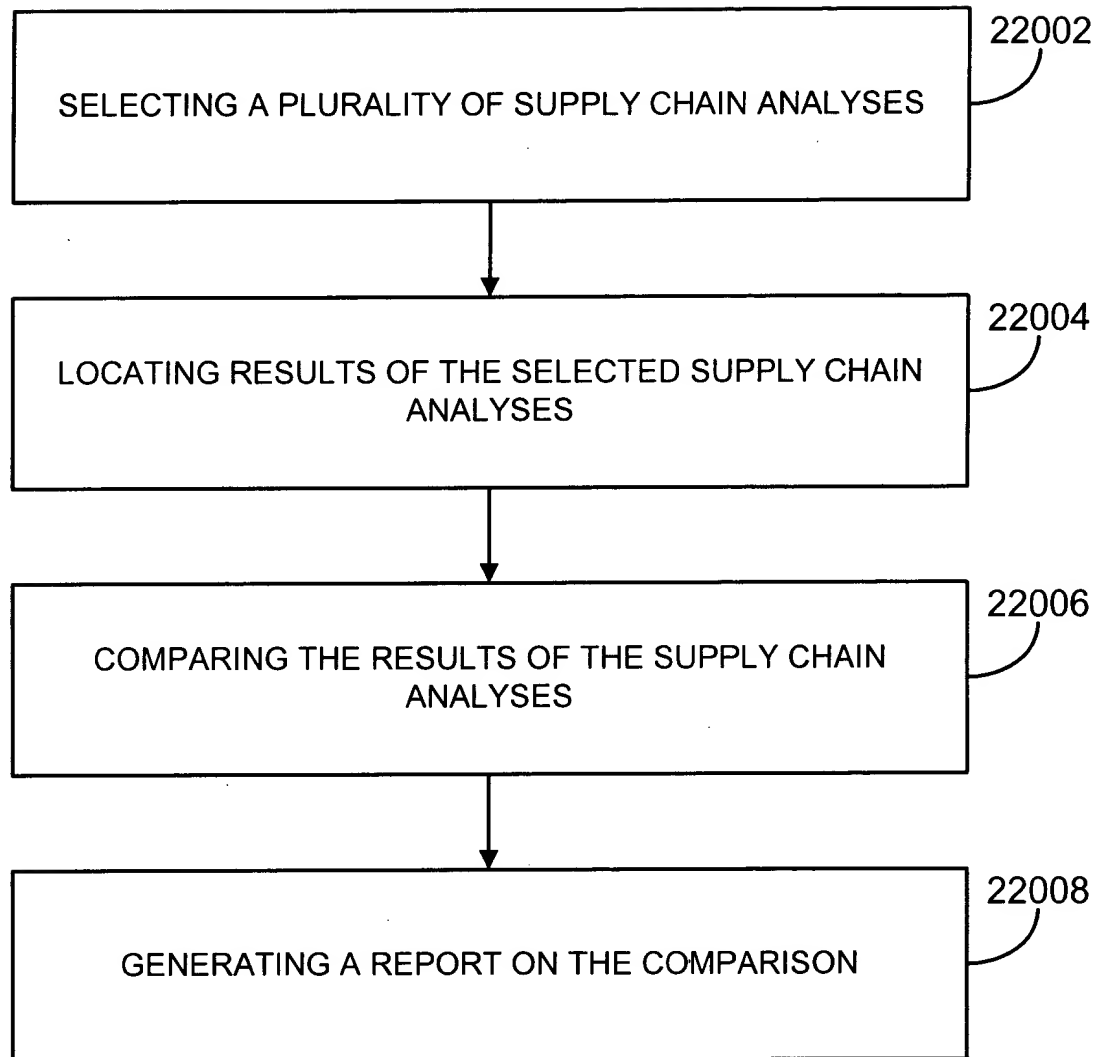 22002
SELECTING A PLURALITY OF SUPPLY CHAIN ANALYSES
22004
LOCATING RESULTS OF THE SELECTED SUPPLY CHAIN
ANALYSES
22006
COMPARING THE RESULTS OF THE SUPPLY CHAIN
ANALYSES
22008
GENERATING A REPORT ON THE COMPARISON